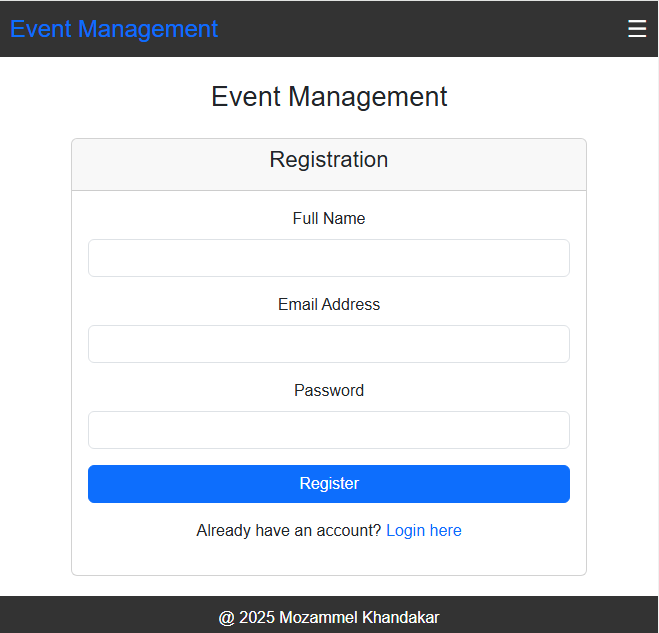 Event Management
Event Management
Registration
Full Name
Email Address
Password
Register
Already have an account? Login here
@ 2025 Mozammel Khandakar